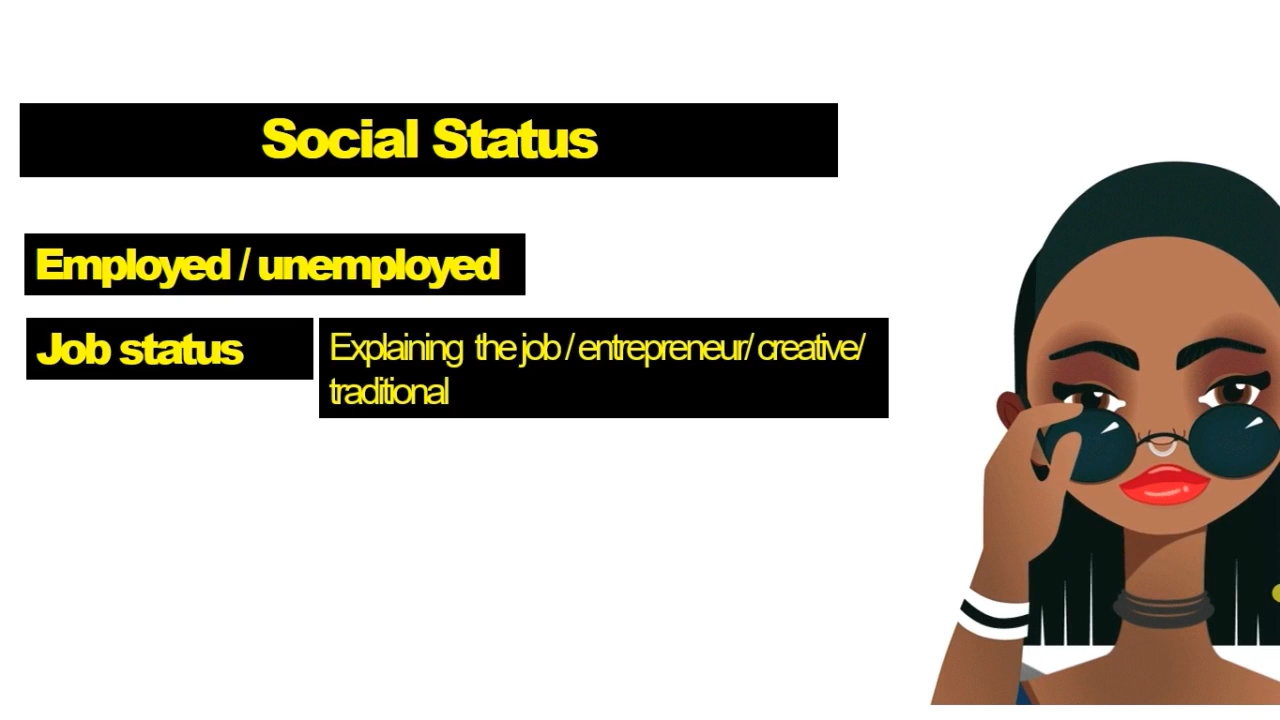 Social Status
Employed / unemployed
Job status
Explaining the job / entrepreneur/ creative/
traditional